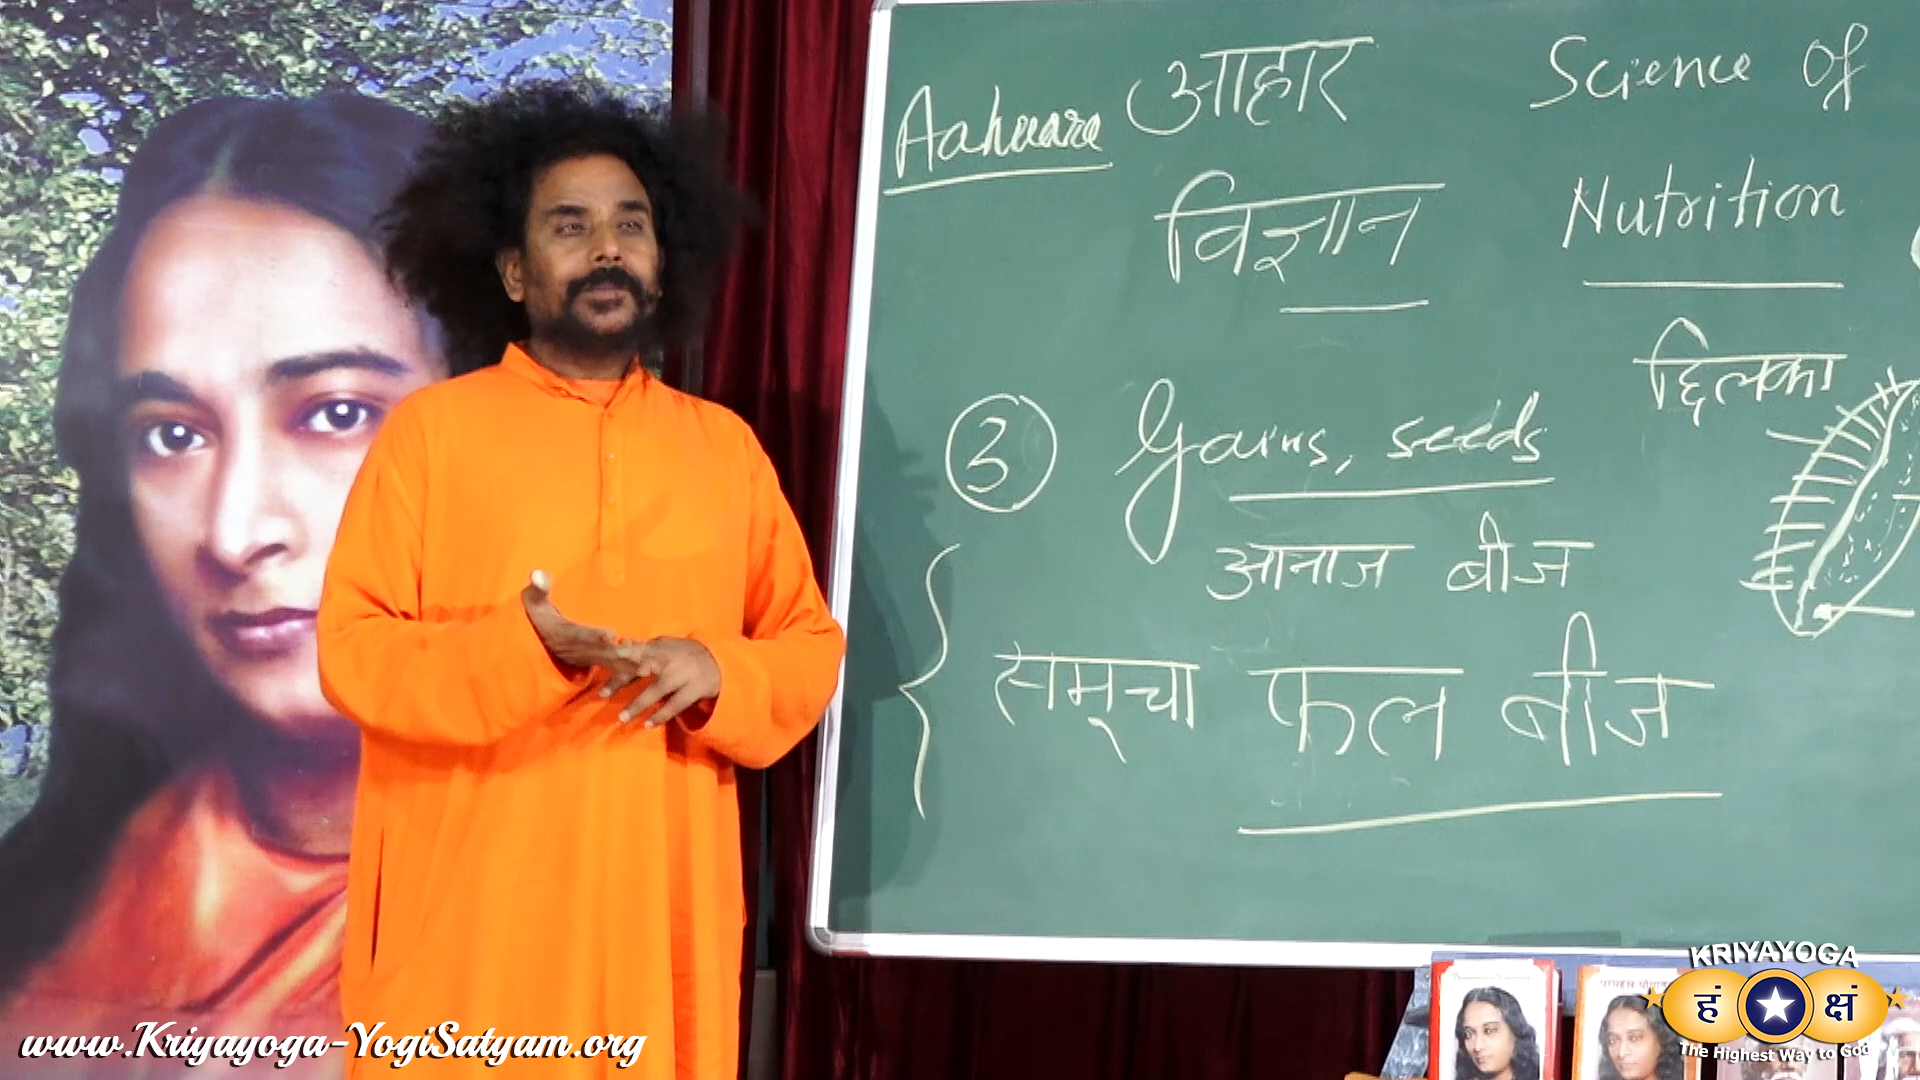 Aahaara आहार Science of
विज्ञान Nutrition
छिलका
③ Grains, seeds
आनाज बीज
समूचा फल बीज
KRIYAYOGA
हं क्षं
The Highest Way to God
www.Kriyayoga-YogiSatyam.org